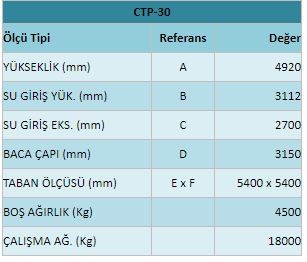 CTP-30
Ölçü Tipi Referans Değer
YÜKSEKLİK (mm) A 4920
SU GİRİŞ YÜK. (mm) B 3112
SU GİRİŞ EKS. (mm) C 2700
BACA ÇAPI (mm) D 3150
TABAN ÖLÇÜSÜ (mm) E x F 5400 x 5400
BOŞ AĞIRLIK (Kg) 4500
ÇALIŞMA AĞ. (Kg) 18000